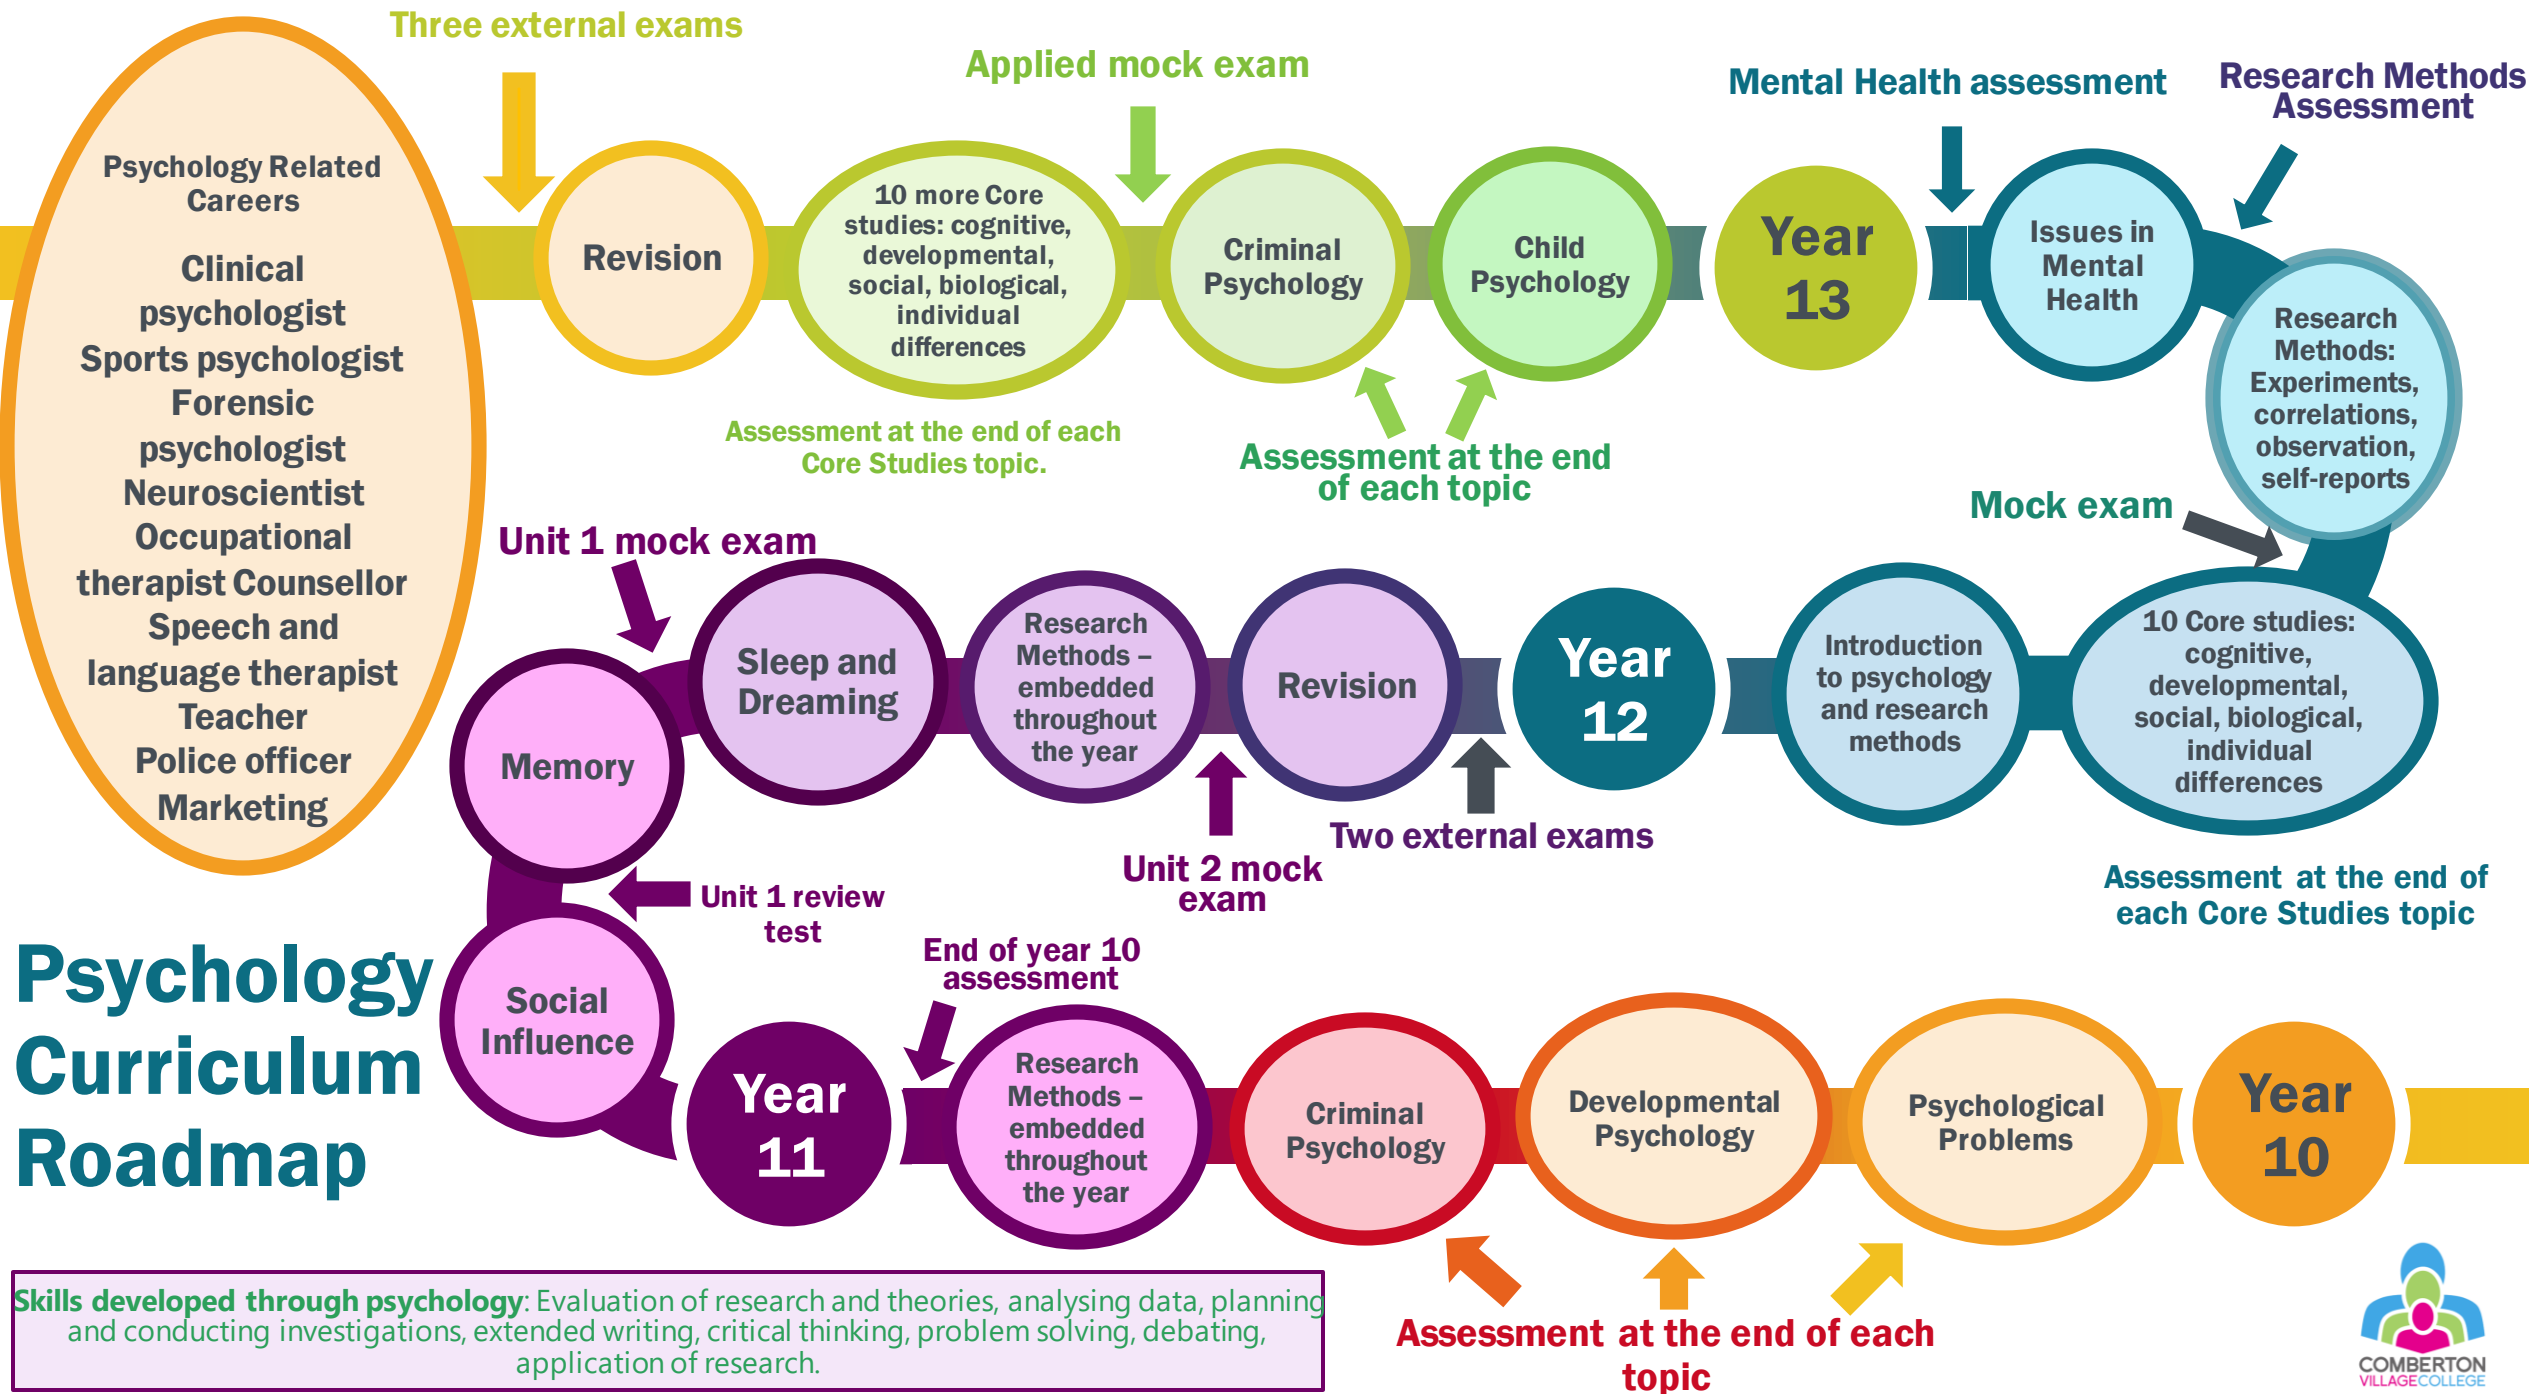 Three external exams
Applied mock exam
Mental Health assessment
Research Methods
Assessment
Psychology Related
Careers
Clinical
psychologist
Sports psychologist
Forensic
psychologist
Neuroscientist
Occupational
therapist Counsellor
Speech and
language therapist
Teacher
Police officer
Marketing
Revision
10 more Core
studies: cognitive,
developmental,
social, biological,
individual
differences
Criminal
Psychology
Child
Psychology
Year
13
Issues in
Mental
Health
Research
Methods:
Experiments,
correlations,
observation,
self-reports
Assessment at the end of each
Core Studies topic.
Assessment at the end
of each topic
Mock exam
Unit 1 mock exam
Memory
Sleep and
Dreaming
Research
Methods –
embedded
throughout
the year
Revision
Year
12
Introduction
to psychology
and research
methods
10 Core studies:
cognitive,
developmental,
social, biological,
individual
differences
Two external exams
Unit 2 mock
exam
Unit 1 review
test
Assessment at the end of
each Core Studies topic
Psychology
Curriculum
Roadmap
Social
Influence
End of year 10
assessment
Year
11
Research
Methods –
embedded
throughout
the year
Criminal
Psychology
Developmental
Psychology
Psychological
Problems
Year
10
Assessment at the end of each
topic
Skills developed through psychology: Evaluation of research and theories, analysing data, planning
and conducting investigations, extended writing, critical thinking, problem solving, debating,
application of research.
COMBERTON
VILLAGECOLLEGE